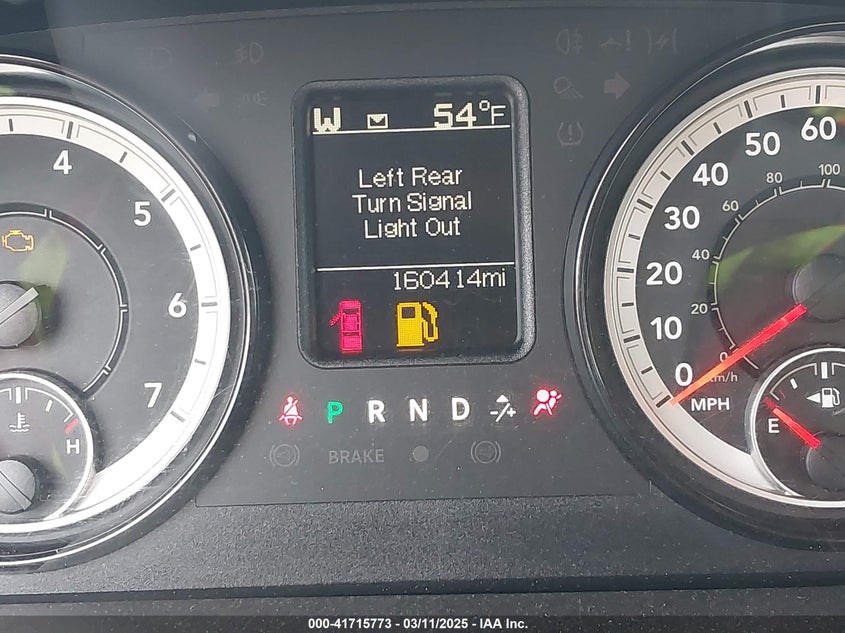 W 54°F
Left Rear
Turn Signal
Light Out
160414mi
4
5
6
7
H
P R N D -/+
BRAKE
0 10 20 30 40 50 60
0 20 40 60 80 100
km/h
MPH
E
000-41715773 - 03/11/2025 - IAA Inc.